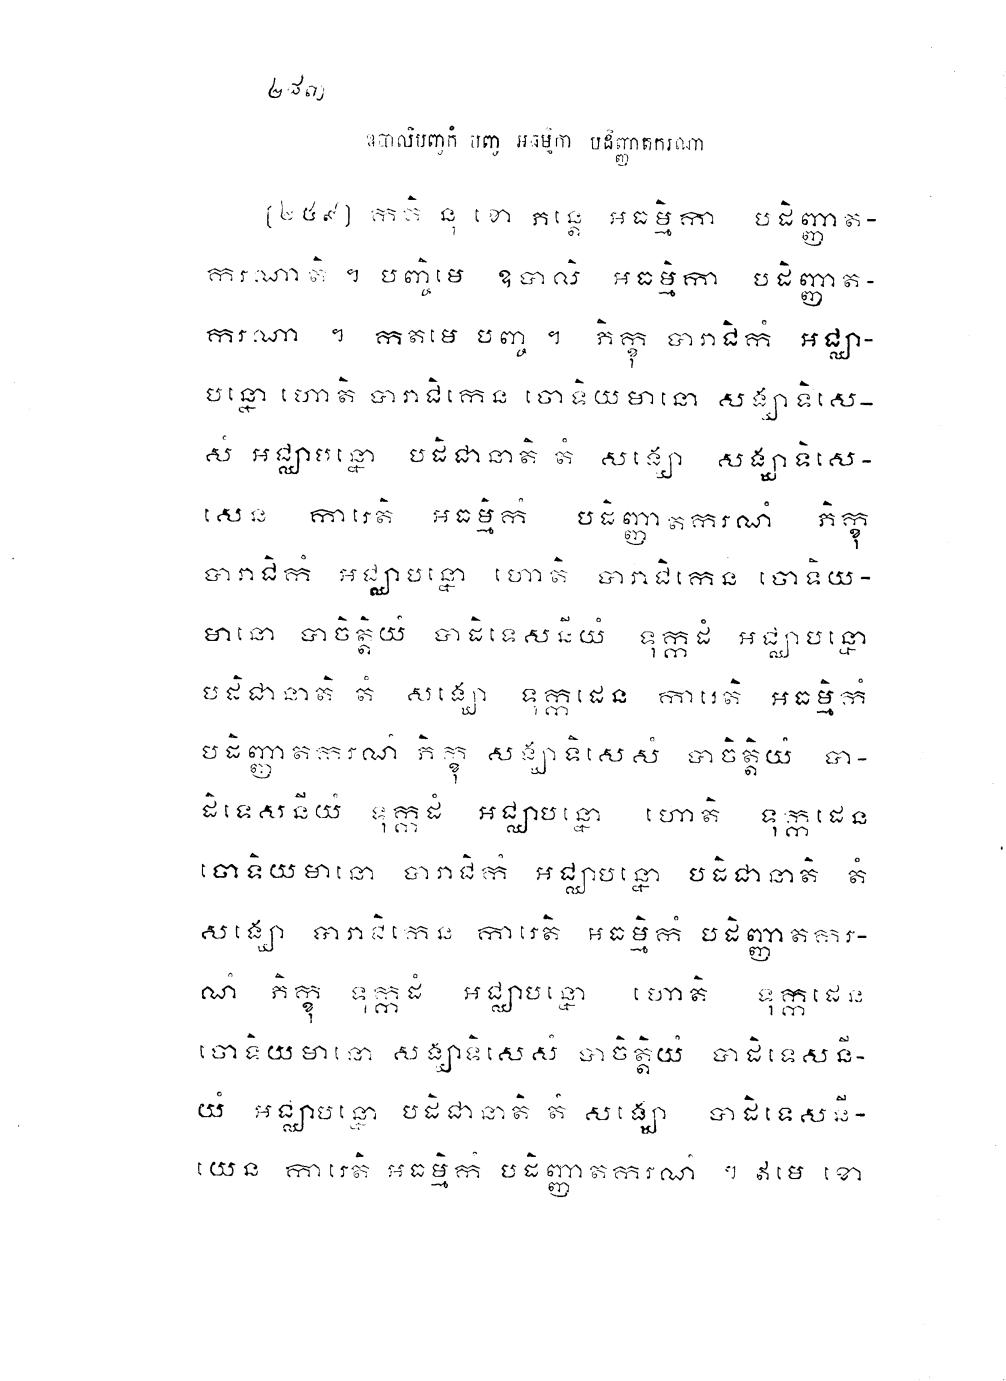 ២៨៣
ឧបាលិបញ្ចកំ បញ្ច អធម្មិកា បដិញ្ញាតករណា
(២៥៩) កតិ នុ ខោ ភន្តេ អធម្មិកា បដិញ្ញាត-
ករណាតិ ។ បញ្ចិមេ ឧបាលិ អធម្មិកា បដិញ្ញាត-
ករណា ។ កតមេ បញ្ច ។ ភិក្ខុ បារាជិកំ អជ្ឈា-
បន្នោ ហោតិ បារាជិកេន ចោទិយមានោ សង្ឃាទិសេ-
សំ អជ្ឈាបន្នោ បដិជានាតិ តំ សង្ឃោ សង្ឃាទិសេ-
សេន ការេតិ អធម្មិកំ បដិញ្ញាតករណំ ភិក្ខុ
បារាជិកំ អជ្ឈាបន្នោ ហោតិ បារាជិកេន ចោទិយ-
មានោ បាចិត្តិយំ បាដិទេសនីយំ ទុក្កដំ អជ្ឈាបន្នោ
បដិជានាតិ តំ សង្ឃោ ទុក្កដេន ការេតិ អធម្មិកំ
បដិញ្ញាតករណំ ភិក្ខុ សង្ឃាទិសេសំ បាចិត្តិយំ បា-
ដិទេសនីយំ ទុក្កដំ អជ្ឈាបន្នោ ហោតិ ទុក្កដេន
ចោទិយមានោ បារាជិកំ អជ្ឈាបន្នោ បដិជានាតិ តំ
សង្ឃោ បារាជិកេន ការេតិ អធម្មិកំ បដិញ្ញាតករ-
ណំ ភិក្ខុ ទុក្កដំ អជ្ឈាបន្នោ ហោតិ ទុក្កដេន
ចោទិយមានោ សង្ឃាទិសេសំ បាចិត្តិយំ បាដិទេសនី-
យំ អជ្ឈាបន្នោ បដិជានាតិ តំ សង្ឃោ បាដិទេសនី-
យេន ការេតិ អធម្មិកំ បដិញ្ញាតករណំ ។ ឥមេ ខោ